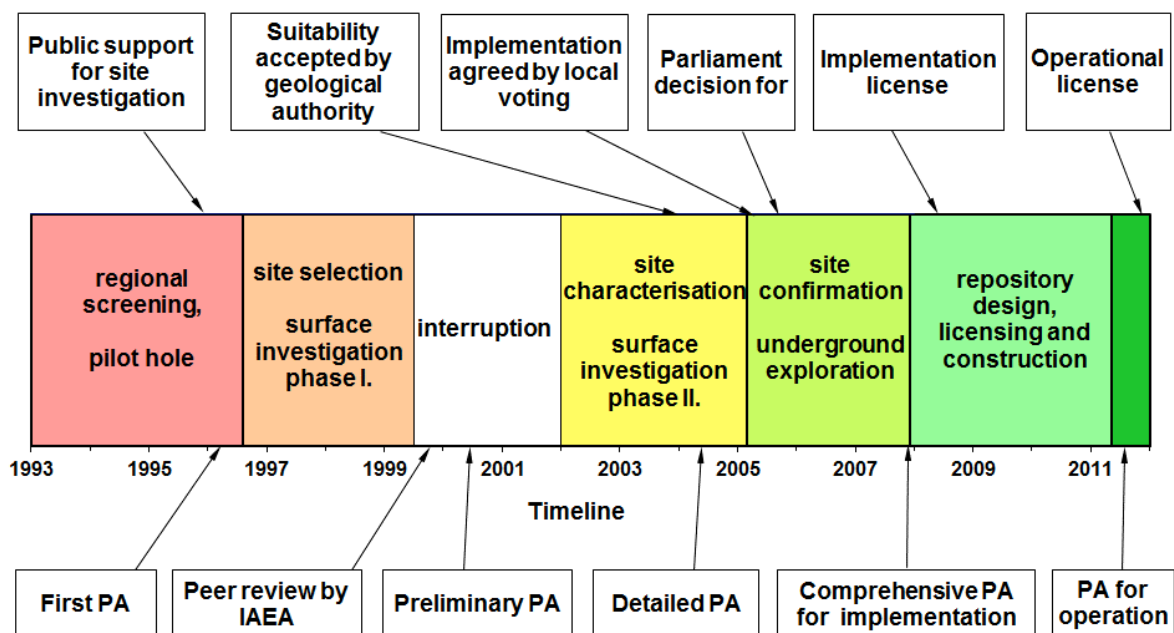 Public support
for site
investigation
Suitability
accepted by
geological
authority
Implementation
agreed by local
voting
Parliament
decision for
Implementation
license
Operational
license
regional
screening,
pilot hole
site selection
surface
investigation
phase I.
interruption
site
characterisation
surface
investigation
phase II.
site
confirmation
underground
exploration
repository
design,
licensing and
construction
1993
1995
1997
1999
2001
2003
2005
2007
2009
2011
Timeline
First PA
Peer review by
IAEA
Preliminary PA
Detailed PA
Comprehensive PA
for implementation
PA for
operation